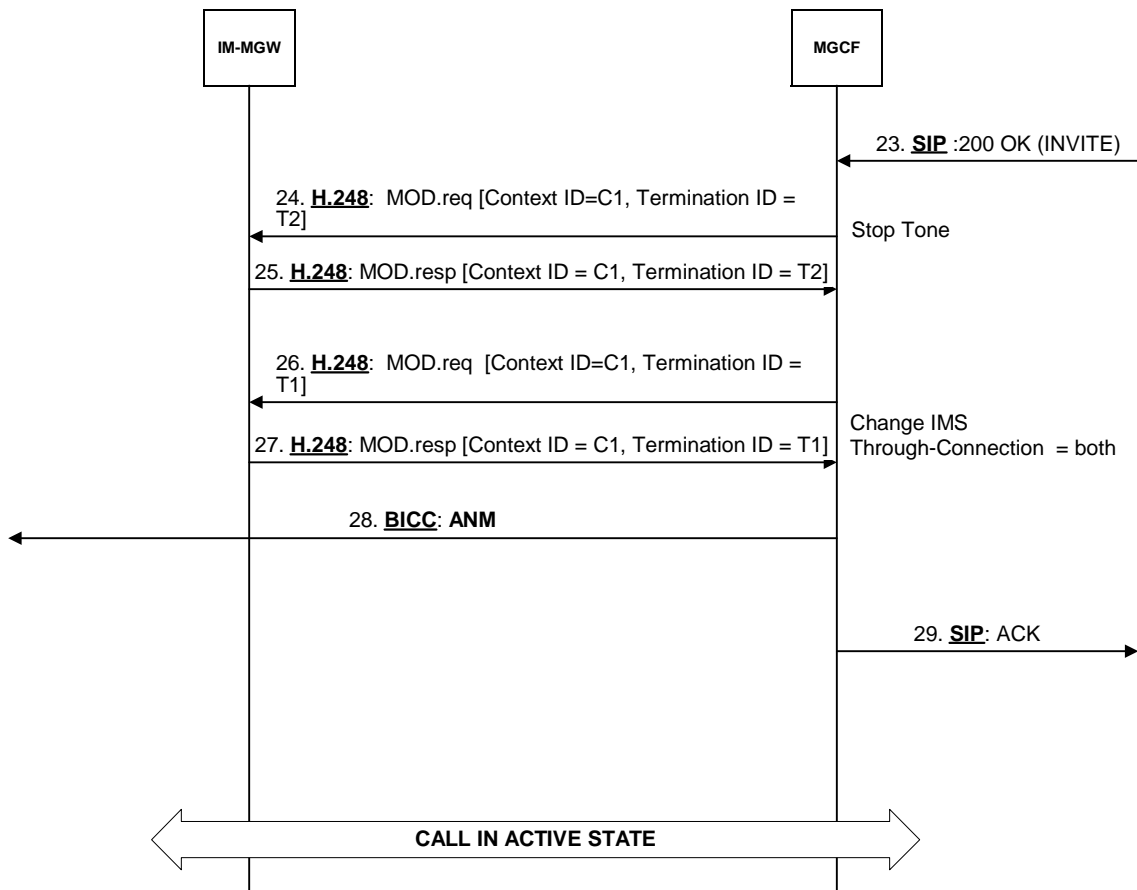 IM-MGW
MGCF
23. SIP :200 OK (INVITE)
24. H.248: MOD.req [Context ID=C1, Termination ID =
T2]
Stop Tone
25. H.248: MOD.resp [Context ID = C1, Termination ID = T2]
26. H.248: MOD.req [Context ID=C1, Termination ID =
T1]
Change IMS
Through-Connection = both
27. H.248: MOD.resp [Context ID = C1, Termination ID = T1]
28. BICC: ANM
29. SIP: ACK
CALL IN ACTIVE STATE